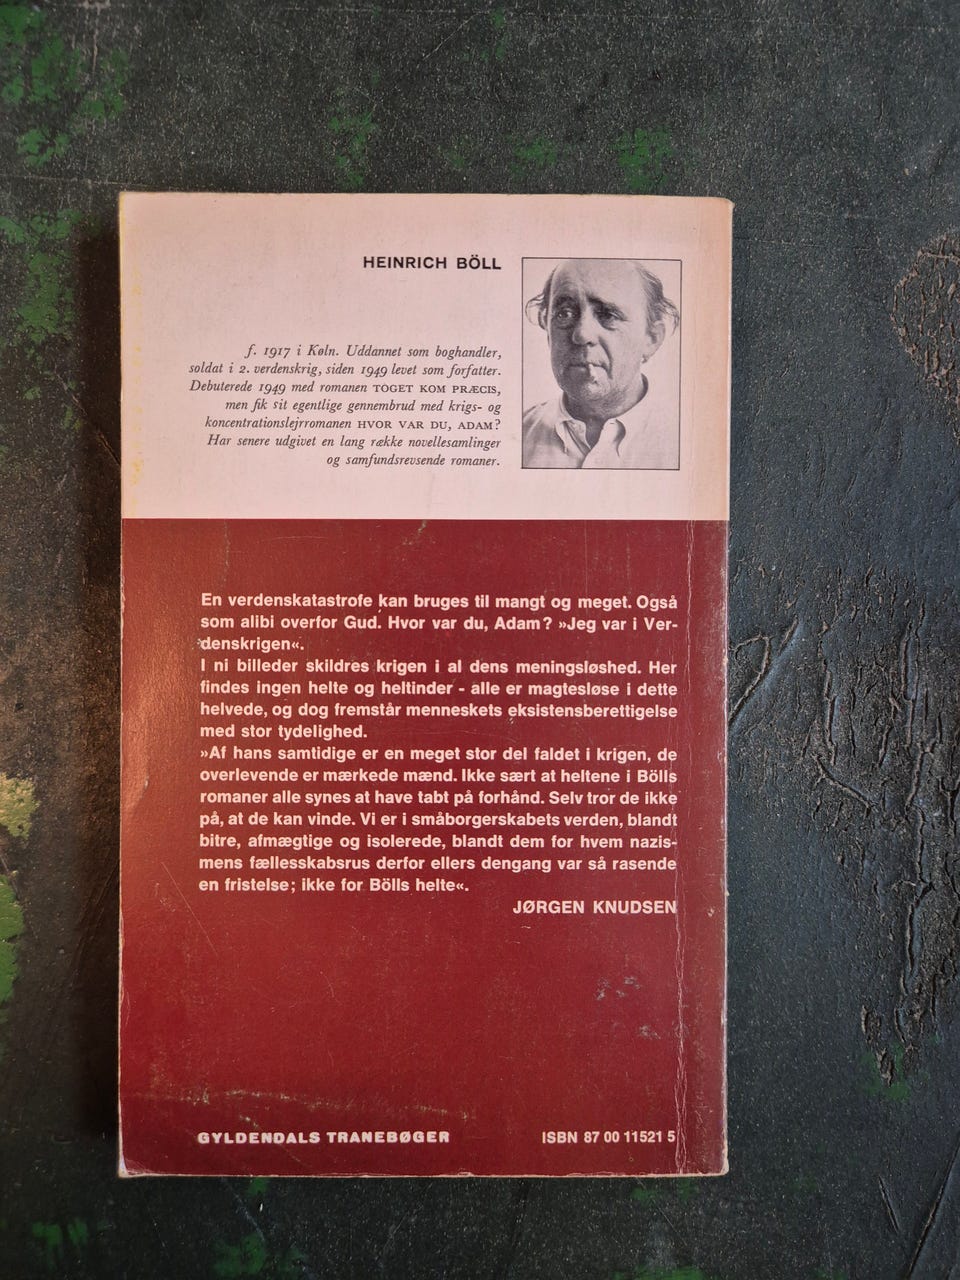 HEINRICH BÖLL
f. 1917 i Køln. Uddannet som boghandler,
soldat i 2. verdenskrig, siden 1949 levet som forfatter.
Debuterede 1949 med romanen TOGET KOM PRÆCIS,
men fik sit egentlige gennembrud med krigs- og
koncentrationslejrromanen HVOR VAR DU, ADAM?
Har senere udgivet en lang række novellesamlinger
og samfundsrevsende romaner.
En verdenskatastrofe kan bruges til mangt og meget. Også
som alibi overfor Gud. Hvor var du, Adam? »Jeg var i Ver-
denskrigen«.
I ni billeder skildres krigen i al dens meningsløshed. Her
findes ingen helte og heltinder - alle er magtesløse i dette
helvede, og dog fremstår menneskets eksistensberettigelse
med stor tydelighed.
»Af hans samtidige er en meget stor del faldet i krigen, de
overlevende er mærkede mænd. Ikke sært at heltene i Bölls
romaner alle synes at have tabt på forhånd. Selv tror de ikke
på, at de kan vinde. Vi er i småborgerskabets verden, blandt
bitre, afmægtige og isolerede, blandt dem for hvem nazis-
mens fællesskabsrus derfor ellers dengang var så rasende
en fristelse; ikke for Bölls helte«.
JØRGEN KNUDSEN
GYLDENDALS TRANEBØGER
ISBN 87 00 11521 5